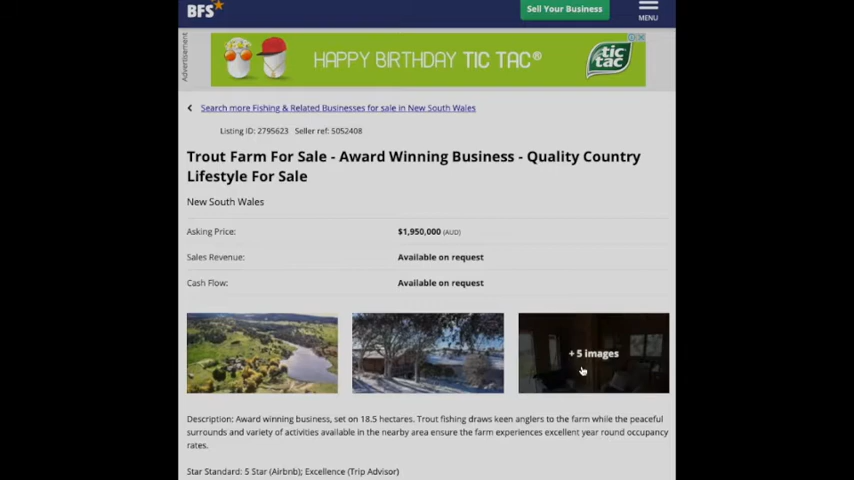 BFS
Sell Your Business
MENU
Advertisement
HAPPY BIRTHDAY TIC TAC®
tic tac
Search more Fishing & Related Businesses for sale in New South Wales
Listing ID: 2795623 Seller ref: 5052408
Trout Farm For Sale - Award Winning Business - Quality Country
Lifestyle For Sale
New South Wales
Asking Price: $1,950,000 (AUD)
Sales Revenue: Available on request
Cash Flow: Available on request
+ 5 images
Description: Award winning business, set on 18.5 hectares. Trout fishing draws keen anglers to the farm while the peaceful
surrounds and variety of activities available in the nearby area ensure the farm experiences excellent year round occupancy
rates.
Star Standard: 5 Star (Airbnb); Excellence (Trip Advisor)